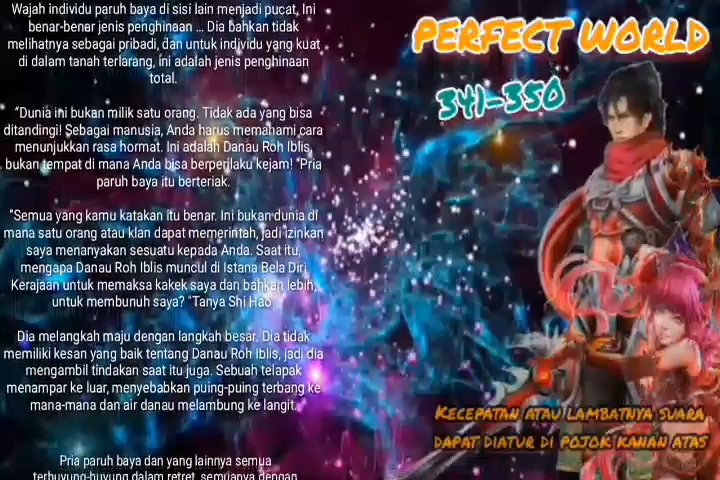 Wajah individu paruh baya di sisi lain menjadi pucat, Ini
benar-benar jenis penghinaan ... Dia bahkan tidak
melihatnya sebagai pribadi, dan untuk individu yang kuat
di dalam tanah terlarang, ini adalah jenis penghinaan
total.
"Dunia ini bukan milik satu orang. Tidak ada yang bisa
ditandingi! Sebagai manusia, Anda harus memahami cara
menunjukkan rasa hormat. Ini adalah Danau Roh Iblis,
bukan tempat di mana Anda bisa berperilaku kejam! "Pria
paruh baya itu berteriak.
"Semua yang kamu katakan itu benar. Ini bukan dunia di
mana satu orang atau klan dapat memerintah, jadi izinkan
saya menanyakan sesuatu kepada Anda. Saat itu,
mengapa Danau Roh Iblis muncul di Istana Bela Diri
Kerajaan untuk memaksa kakek saya dan bahkan lebih,
untuk membunuh saya? "Tanya Shi Hao.
Dia melangkah maju dengan langkah besar. Dia tidak
memiliki kesan yang baik tentang Danau Roh Iblis, jadi dia
mengambil tindakan saat itu juga. Sebuah telapak
menampar ke luar, menyebabkan puing-puing terbang ke
mana-mana dan air danau melambung ke langit.
Pria paruh baya dan yang lainnya semua
terhuyung-huyung dalam retret, semuanya dengan
PERFECT WORLD
341-350
Kecepatan atau lambatnya suara
dapat diatur di pojok kanan atas